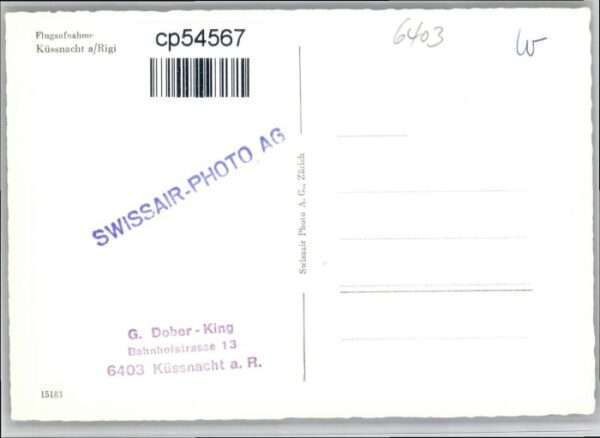 Flugaufnahme
Küssnacht a/Rigi
cp54567
6403
W
SWISSAIR-PHOTO AG
Swissair Photo A. G., Zürich
G. Dober - King
Bahnhofstrasse 13
6403 Küssnacht a. R.
15183